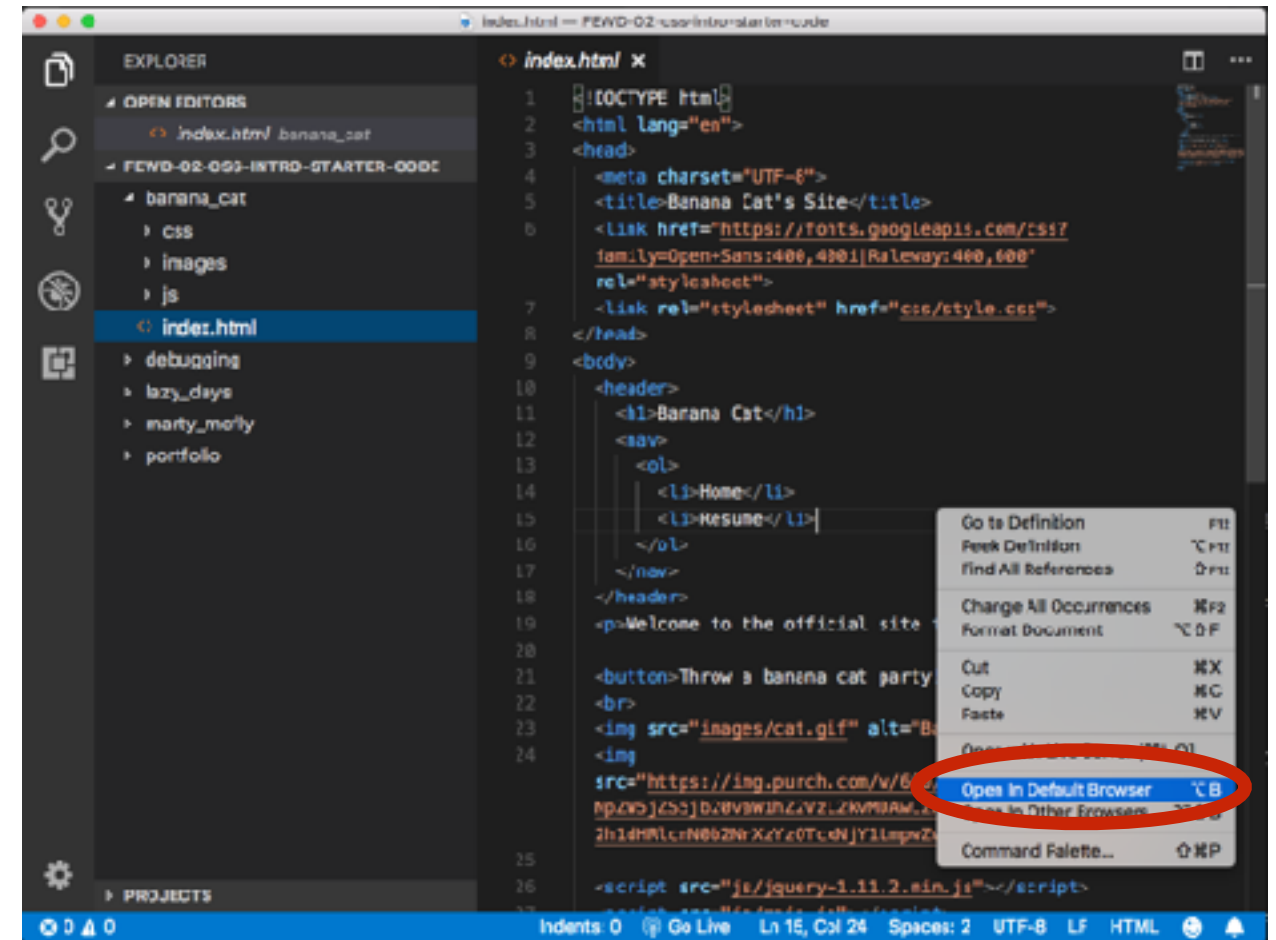 index.html — FEWD-02-css-intro-starter-code
EXPLORER
OPEN EDITORS
index.html banana_cat
FEWD-02-CSS-INTRO-STARTER-CODE
banana_cat
css
images
js
index.html
debugging
lazy_days
marty_molly
portfolio
PROJECTS
index.html
1 <!DOCTYPE html>
2 <html lang="en">
3 <head>
4 <meta charset="UTF-8">
5 <title>Banana Cat's Site</title>
6 <link href="https://fonts.googleapis.com/css?
family=Open+Sans:400,400i|Raleway:400,600"
rel="stylesheet">
7 <link rel="stylesheet" href="css/style.css">
8 </head>
9 <body>
10 <header>
11 <h1>Banana Cat</h1>
12 <nav>
13 <ol>
14 <li>Home</li>
15 <li>Resume</li>
16 </ol>
17 </nav>
18 </header>
19 <p>Welcome to the official site
20
21 <button>Throw a banana cat party
22 <br>
23 <img src="images/cat.gif" alt="Ba
24 <img
src="https://img.purch.com/w/6
25
26 <script src="js/jquery-1.11.2.min.js"></script>
Go to Definition
Peek Definition
Find All References
Change All Occurrences ⌘F2
Format Document ⌥⇧F
Cut ⌘X
Copy ⌘C
Paste ⌘V
Open In Default Browser ⌥B
Open In Other Browsers
Command Palette... ⇧⌘P
0 0
Indents: 0 Go Live Ln 15, Col 24 Spaces: 2 UTF-8 LF HTML